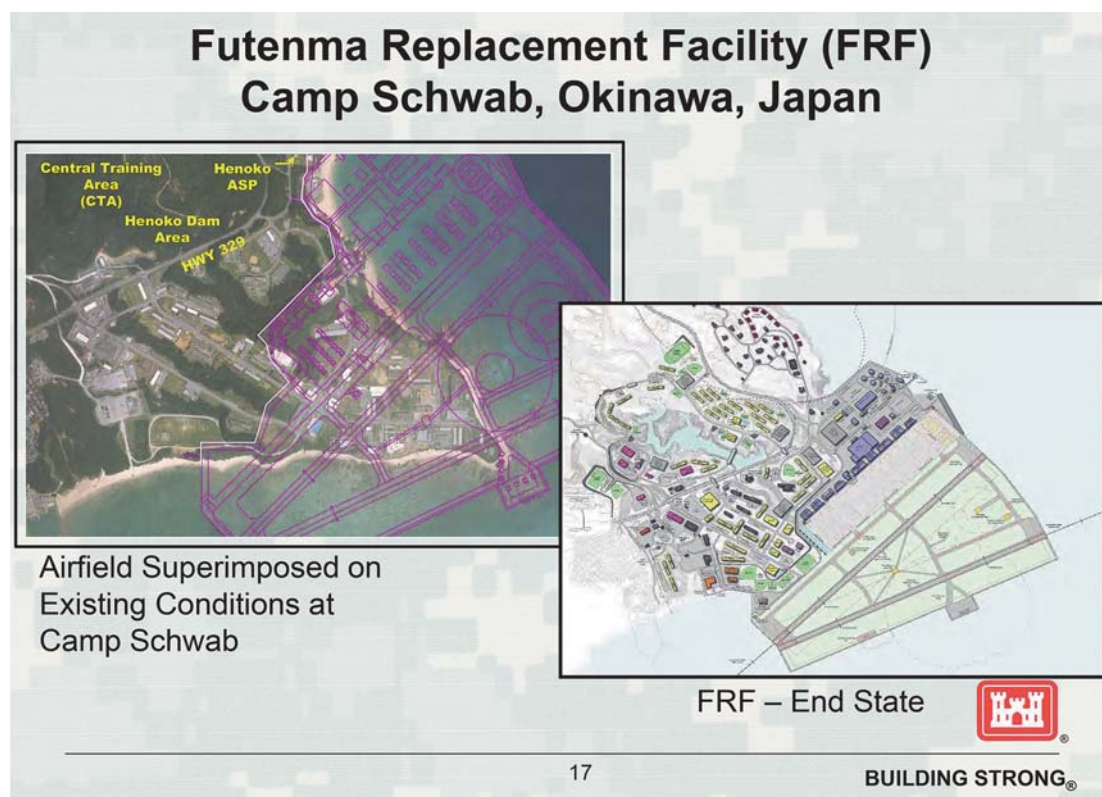 Futenma Replacement Facility (FRF)
Camp Schwab, Okinawa, Japan
Central Training
Area
(CTA)
Henoko
ASP
Henoko Dam
Area
HWY 329
Airfield Superimposed on
Existing Conditions at
Camp Schwab
FRF – End State
®
17
BUILDING STRONG®